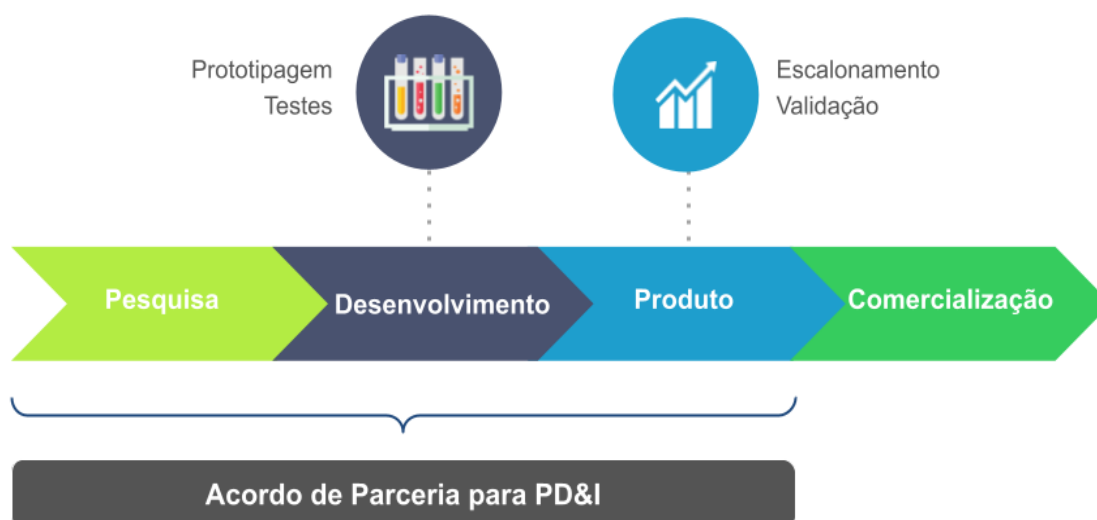 Prototipagem
Testes
Escalonamento
Validação
Pesquisa
Desenvolvimento
Produto
Comercialização
Acordo de Parceria para PD&I